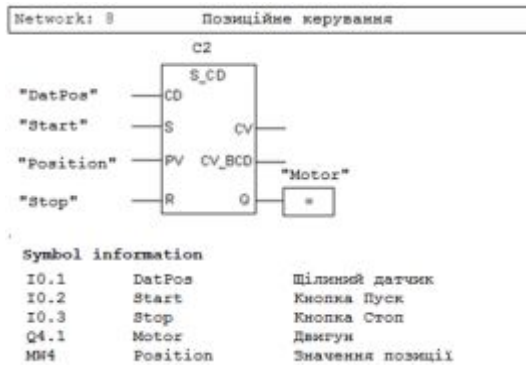 Network: 8 Позиційне керування
C2
S_CD
"DatPos" CD
"Start" S CV
"Position" PV CV_BCD
"Motor"
"Stop" R Q =
Symbol information
I0.1 DatPos Щілиний датчик
I0.2 Start Кнопка Пуск
I0.3 Stop Кнопка Стоп
Q4.1 Motor Двигун
MW4 Position Значення позиції